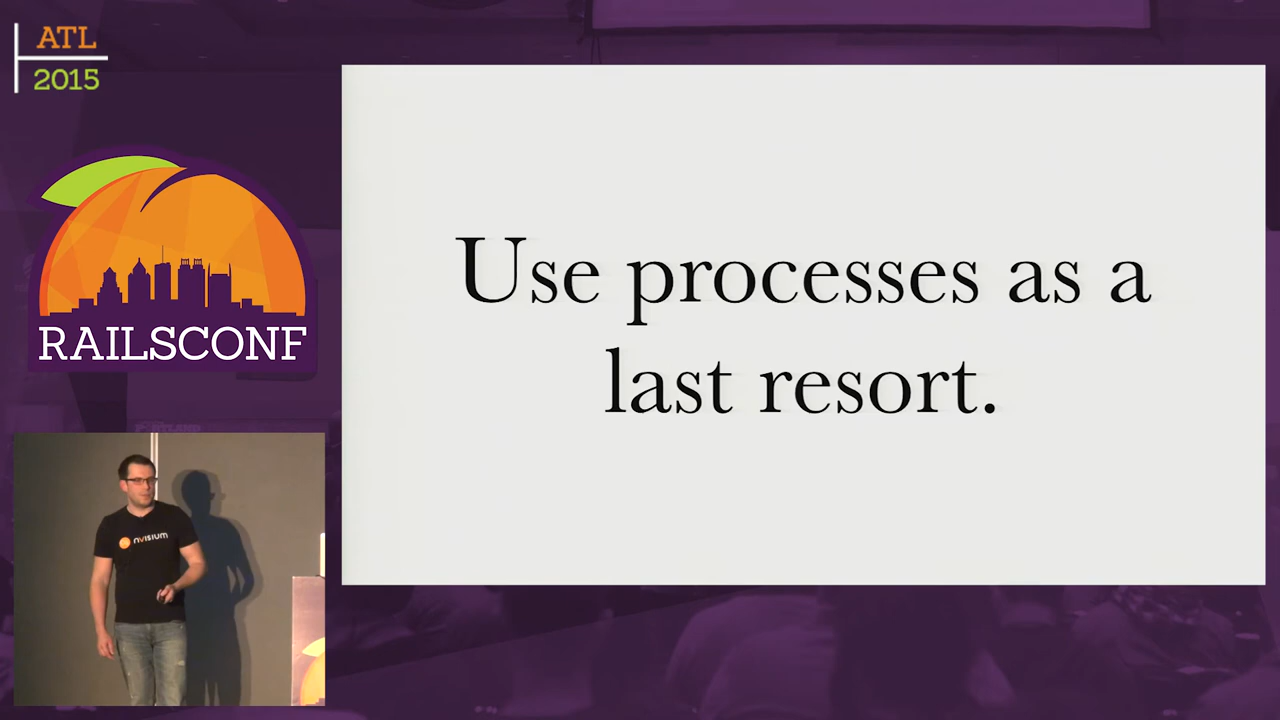 ATL
2015
RAILSCONF
nVISIUM
Use processes as a
last resort.